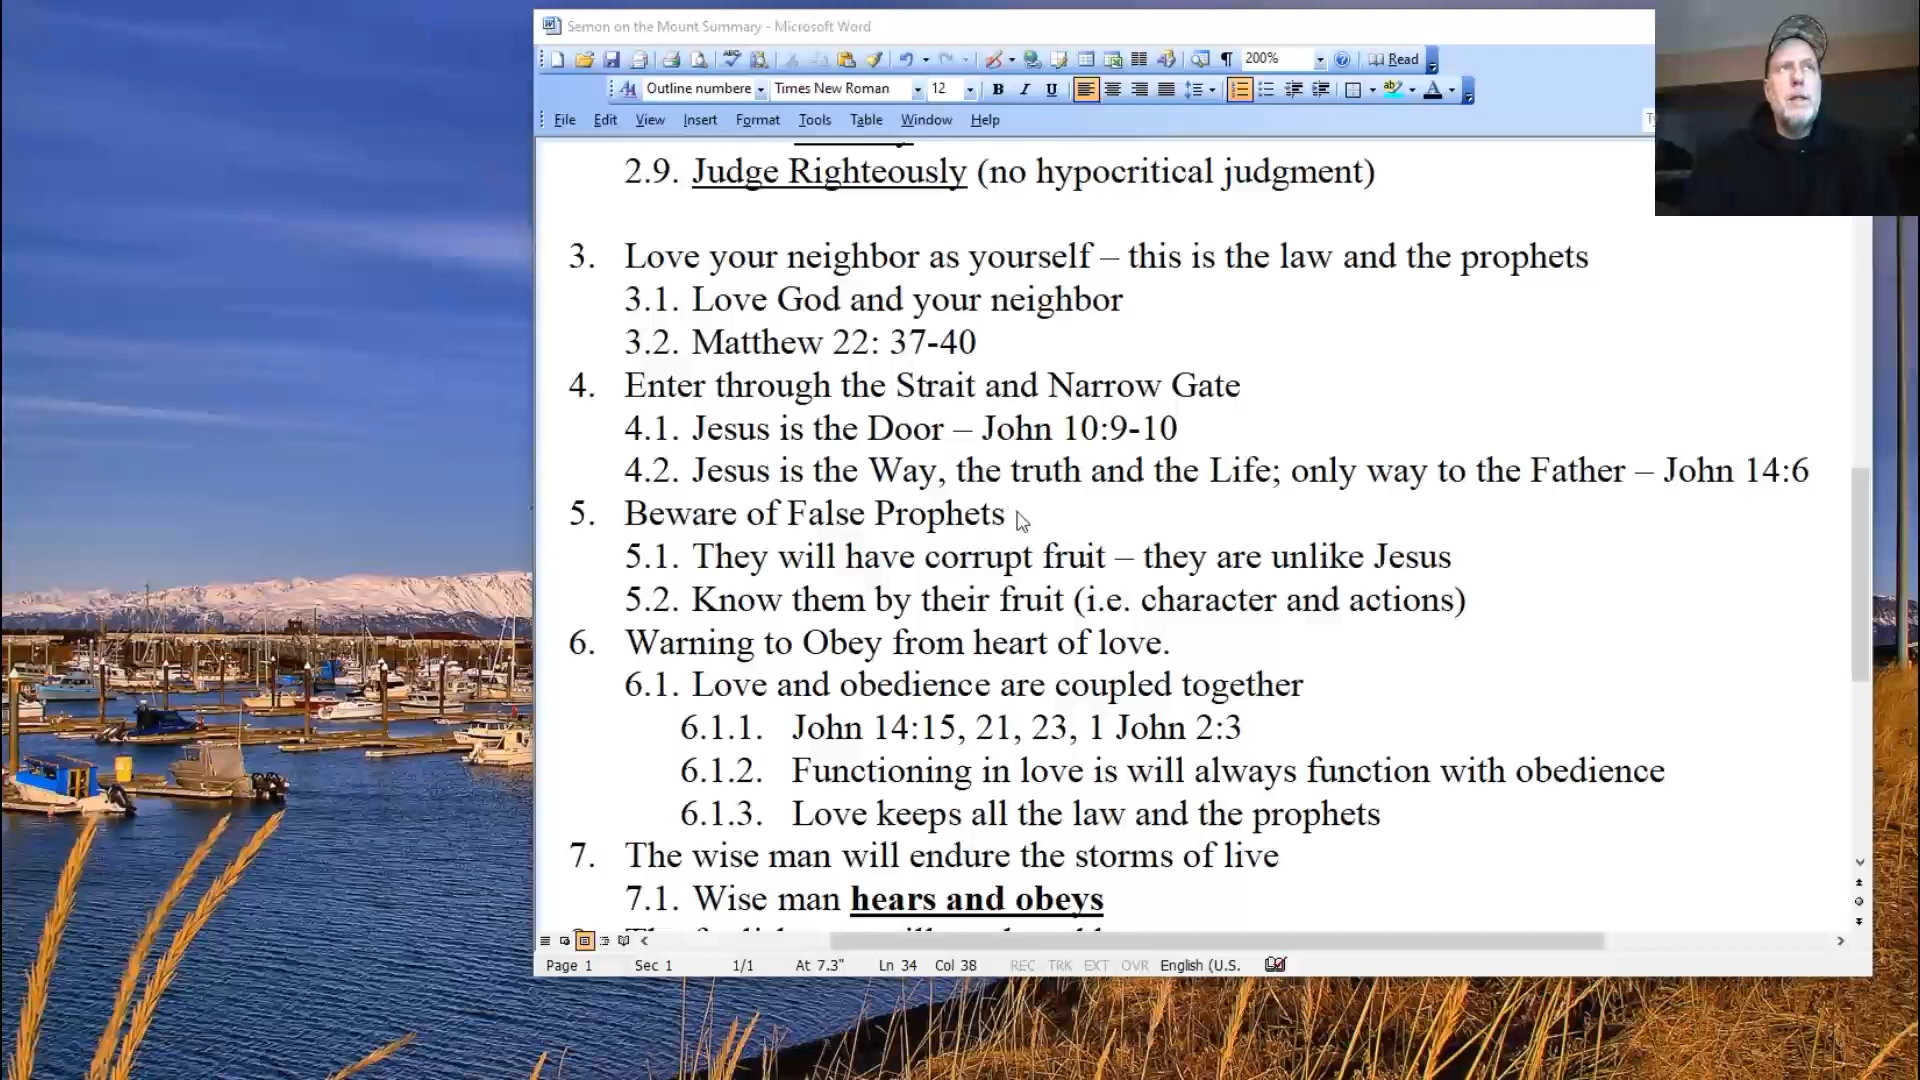 Semon on the Mount Summary - Microsoft Word
200% Read
Outline numbere Times New Roman 12 B I U
File Edit View Insert Format Tools Table Window Help
2.9. Judge Righteously (no hypocritical judgment)
3. Love your neighbor as yourself – this is the law and the prophets
3.1. Love God and your neighbor
3.2. Matthew 22: 37-40
4. Enter through the Strait and Narrow Gate
4.1. Jesus is the Door – John 10:9-10
4.2. Jesus is the Way, the truth and the Life; only way to the Father – John 14:6
5. Beware of False Prophets
5.1. They will have corrupt fruit – they are unlike Jesus
5.2. Know them by their fruit (i.e. character and actions)
6. Warning to Obey from heart of love.
6.1. Love and obedience are coupled together
6.1.1. John 14:15, 21, 23, 1 John 2:3
6.1.2. Functioning in love is will always function with obedience
6.1.3. Love keeps all the law and the prophets
7. The wise man will endure the storms of live
7.1. Wise man hears and obeys
Page 1 Sec 1 1/1 At 7.3" Ln 34 Col 38 REC TRK EXT OVR English (U.S.